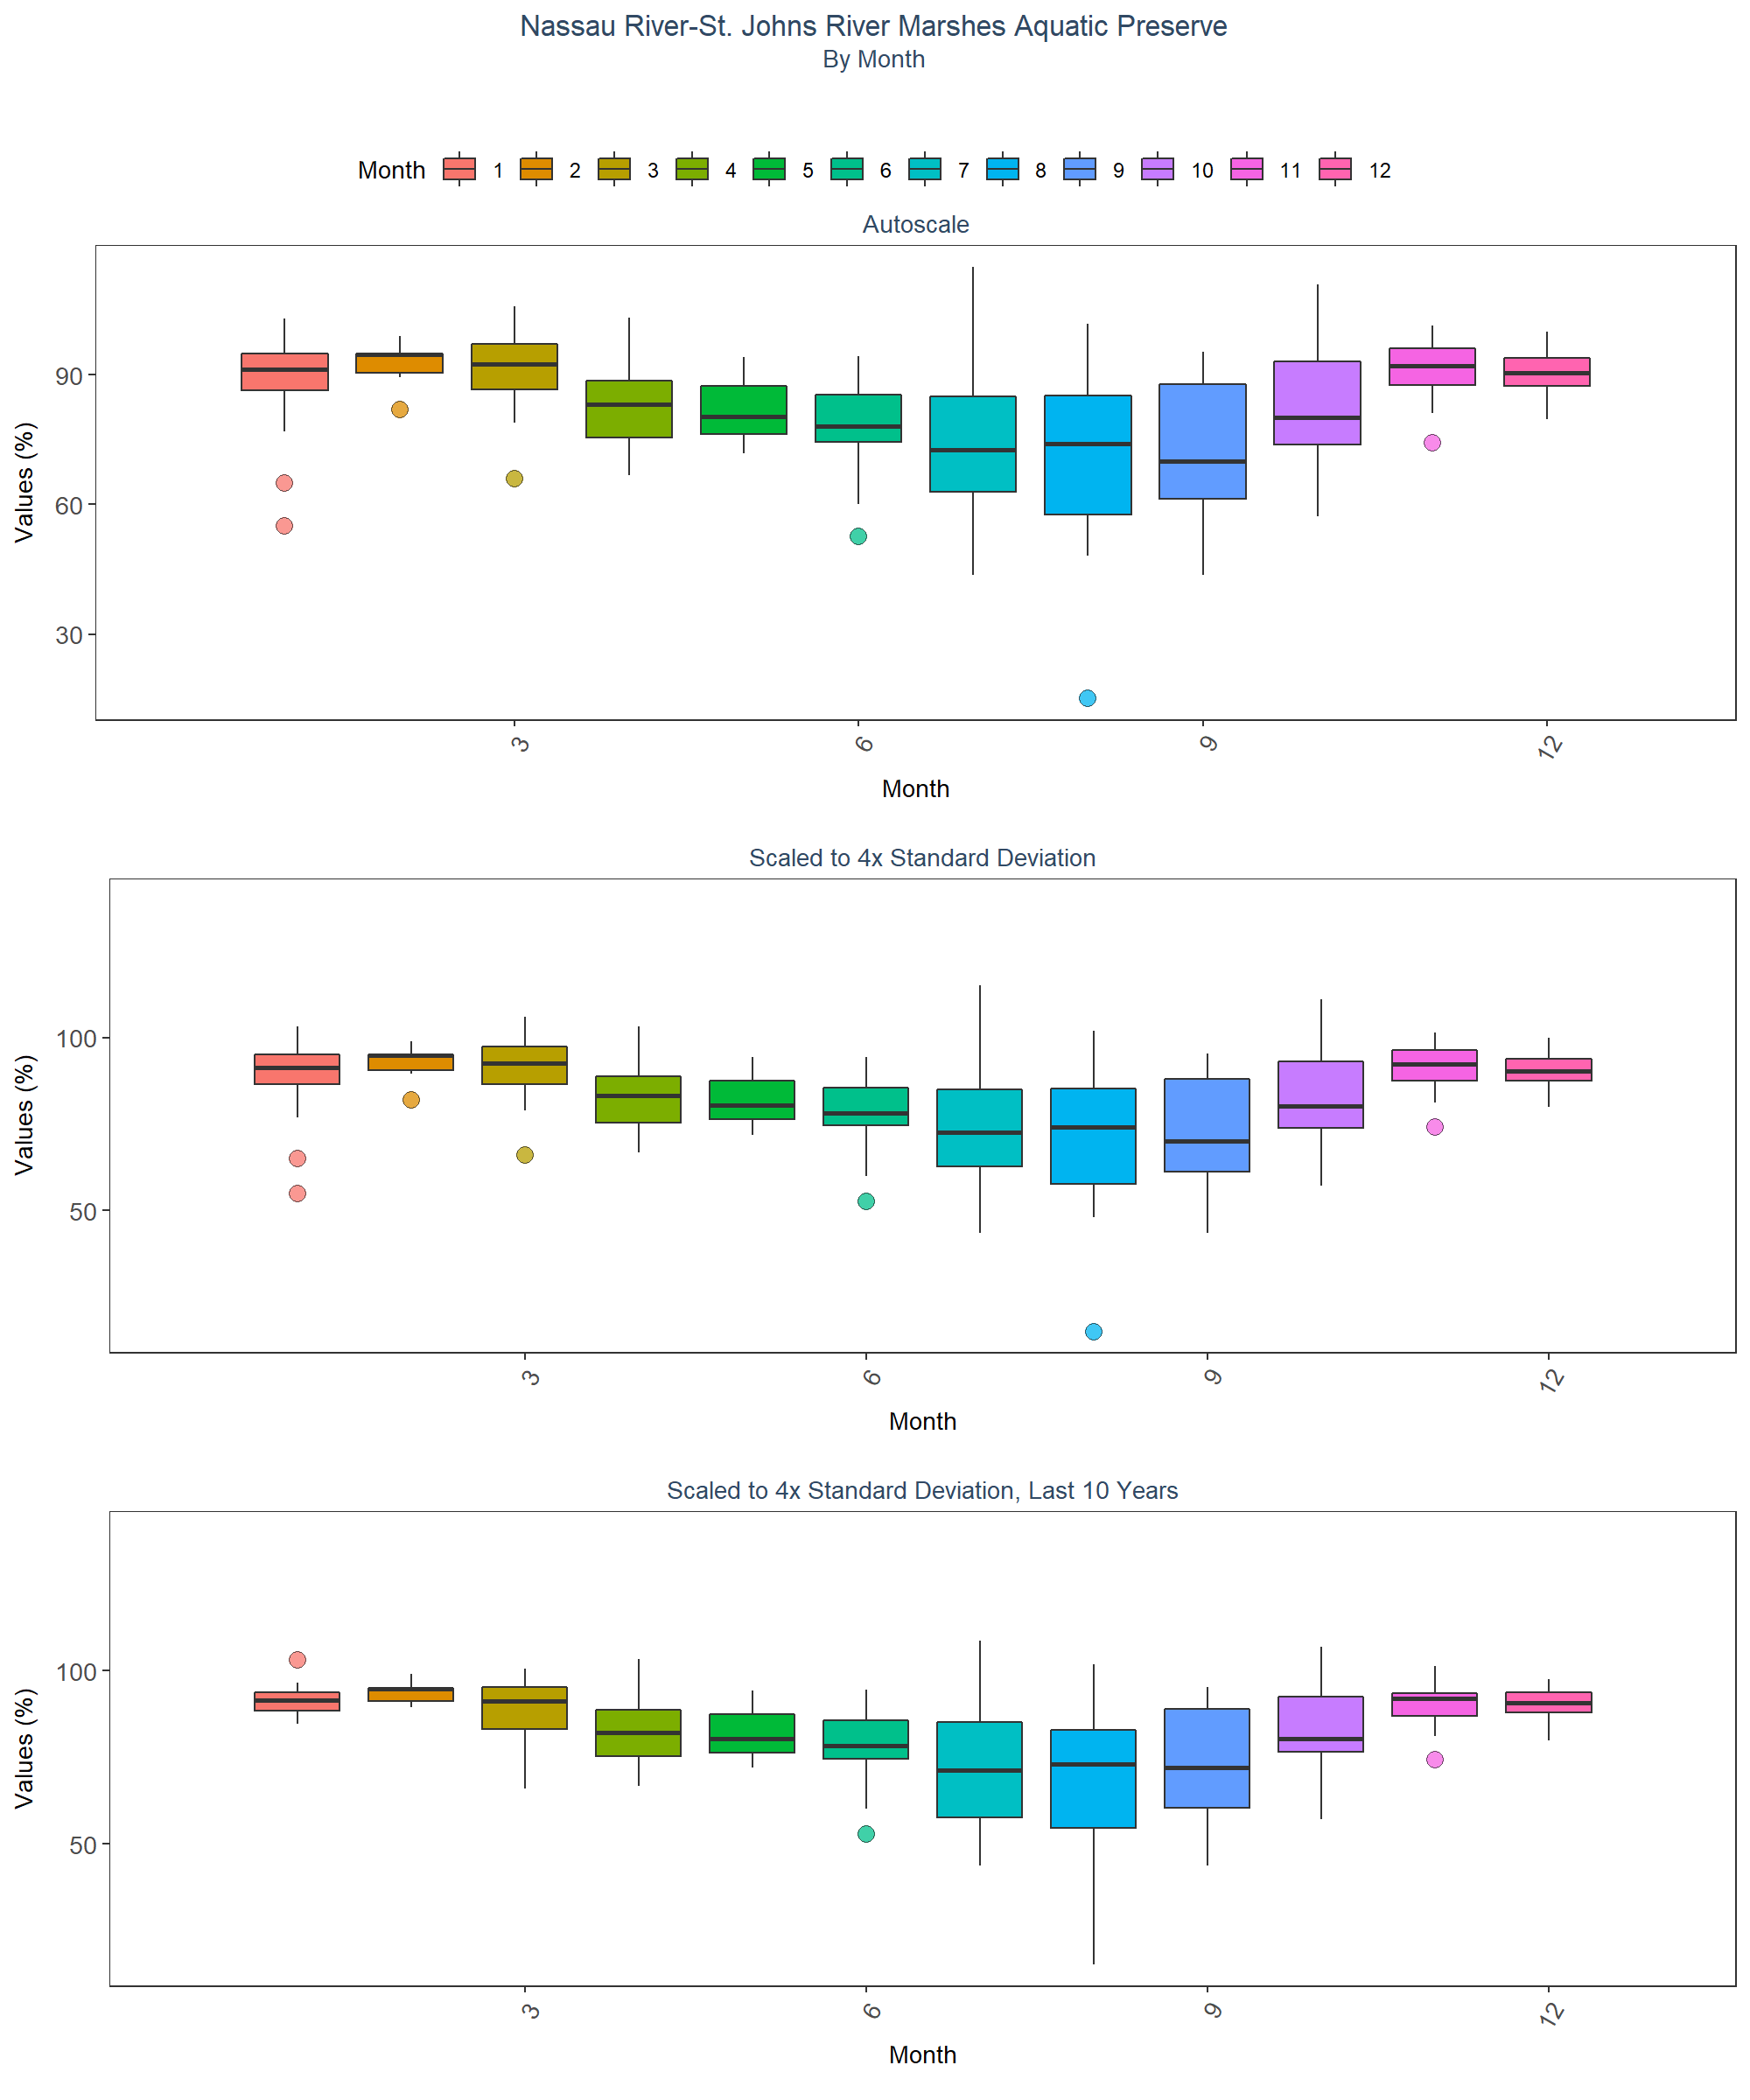 Nassau River-St. Johns River Marshes Aquatic Preserve
By Month
Month 1 2 3 4 5 6 7 8 9 10 11 12
Autoscale
Values (%)
90
60
30
3 6 9 12
Month
Scaled to 4x Standard Deviation
Values (%)
100
50
3 6 9 12
Month
Scaled to 4x Standard Deviation, Last 10 Years
Values (%)
100
50
3 6 9 12
Month